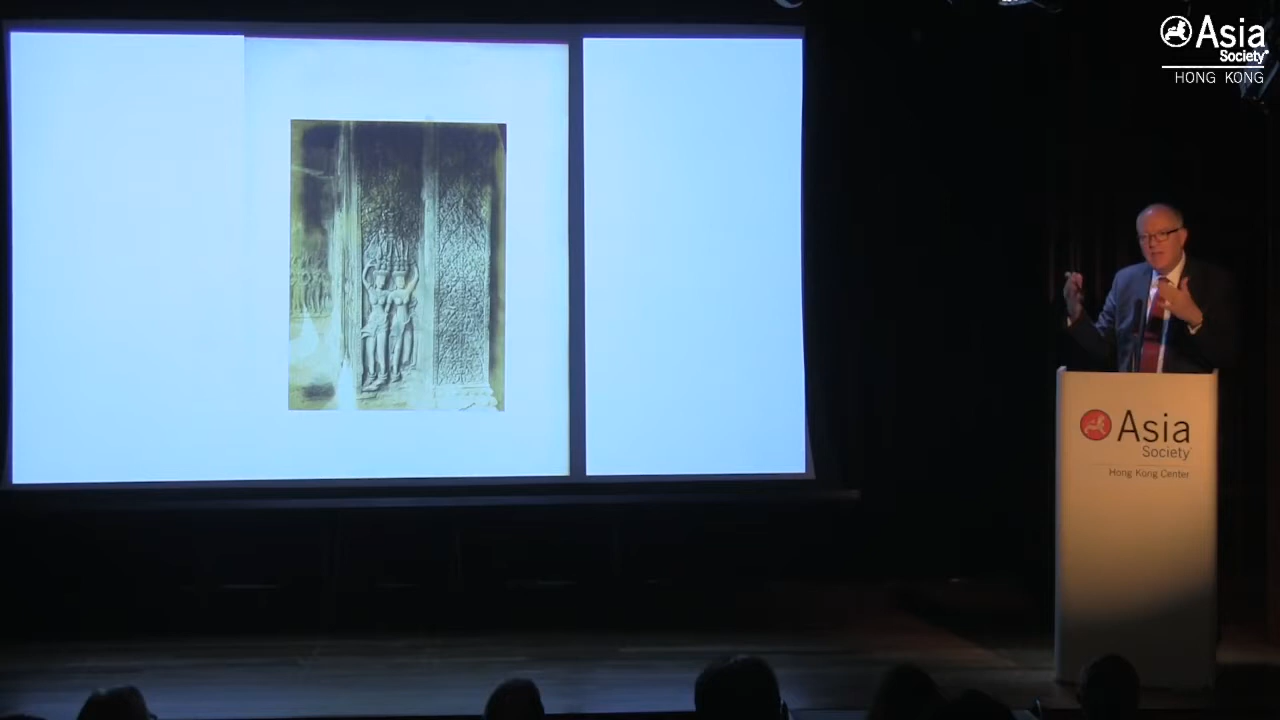 Asia
Society
HONG KONG
Asia
Society
Hong Kong Center